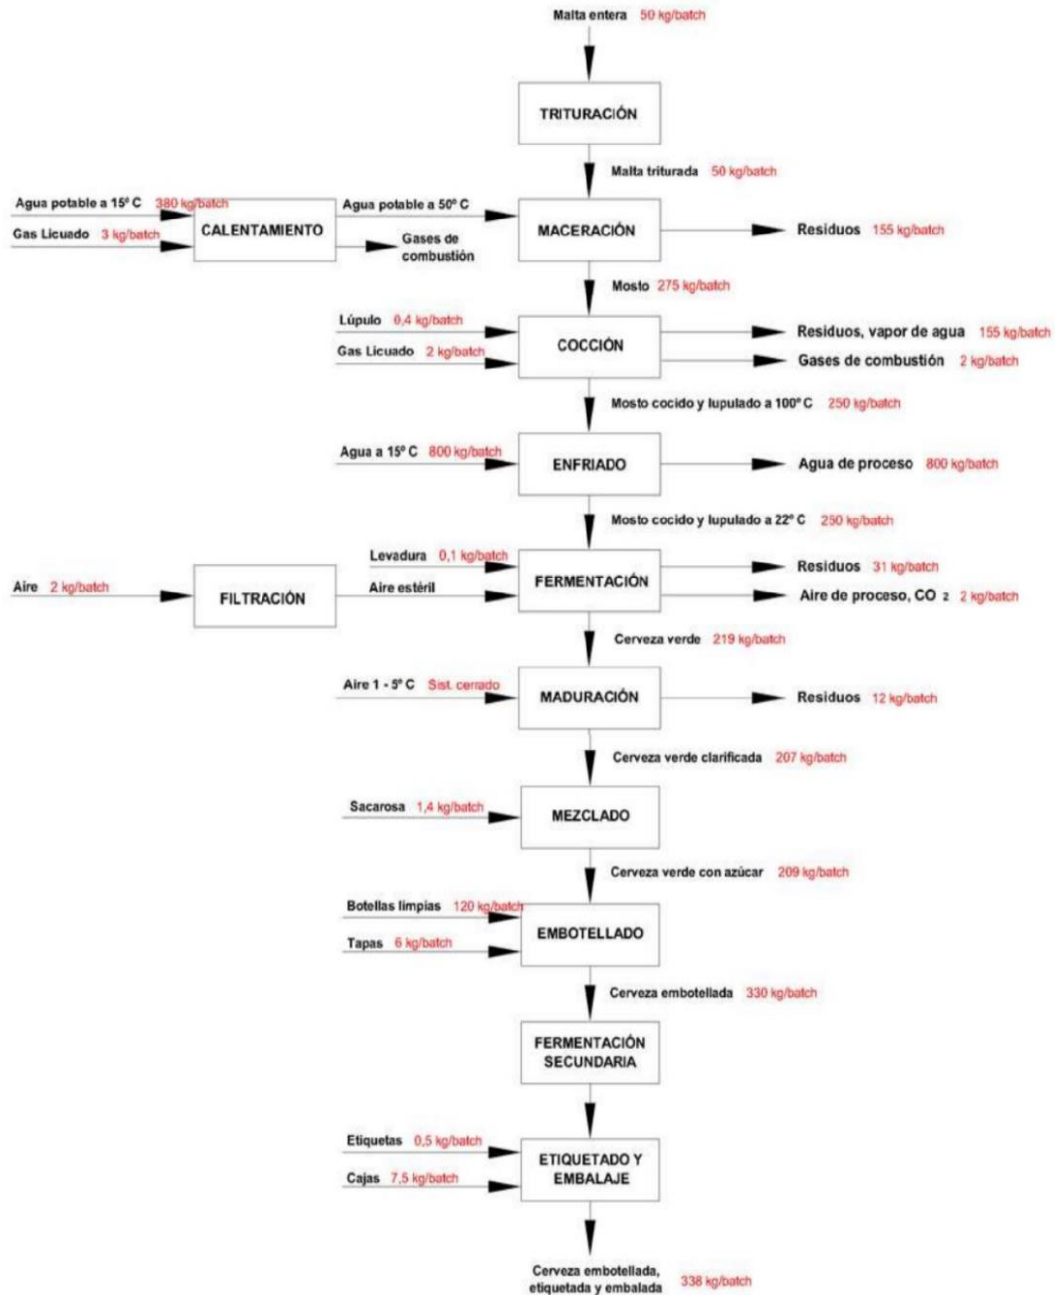 Malta entera 50 kg/batch
TRITURACIÓN
Malta triturada 50 kg/batch
Agua potable a 15º C 380 kg/batch
Gas Licuado 3 kg/batch
CALENTAMIENTO
Agua potable a 50º C
Gases de
combustión
MACERACIÓN
Residuos 155 kg/batch
Mosto 275 kg/batch
Lúpulo 0,4 kg/batch
Gas Licuado 2 kg/batch
COCCIÓN
Residuos, vapor de agua 155 kg/batch
Gases de combustión 2 kg/batch
Mosto cocido y lupulado a 100º C 250 kg/batch
Agua a 15º C 800 kg/batch
ENFRIADO
Agua de proceso 800 kg/batch
Mosto cocido y lupulado a 22º C 250 kg/batch
Aire 2 kg/batch
FILTRACIÓN
Levadura 0,1 kg/batch
Aire estéril
FERMENTACIÓN
Residuos 31 kg/batch
Aire de proceso, CO 2 2 kg/batch
Cerveza verde 219 kg/batch
Aire 1 - 5º C Sist. cerrado
MADURACIÓN
Residuos 12 kg/batch
Cerveza verde clarificada 207 kg/batch
Sacarosa 1,4 kg/batch
MEZCLADO
Cerveza verde con azúcar 209 kg/batch
Botellas limpias 120 kg/batch
Tapas 6 kg/batch
EMBOTELLADO
Cerveza embotellada 330 kg/batch
FERMENTACIÓN
SECUNDARIA
Etiquetas 0,5 kg/batch
Cajas 7,5 kg/batch
ETIQUETADO Y
EMBALAJE
Cerveza embotellada,
etiquetada y embalada 338 kg/batch